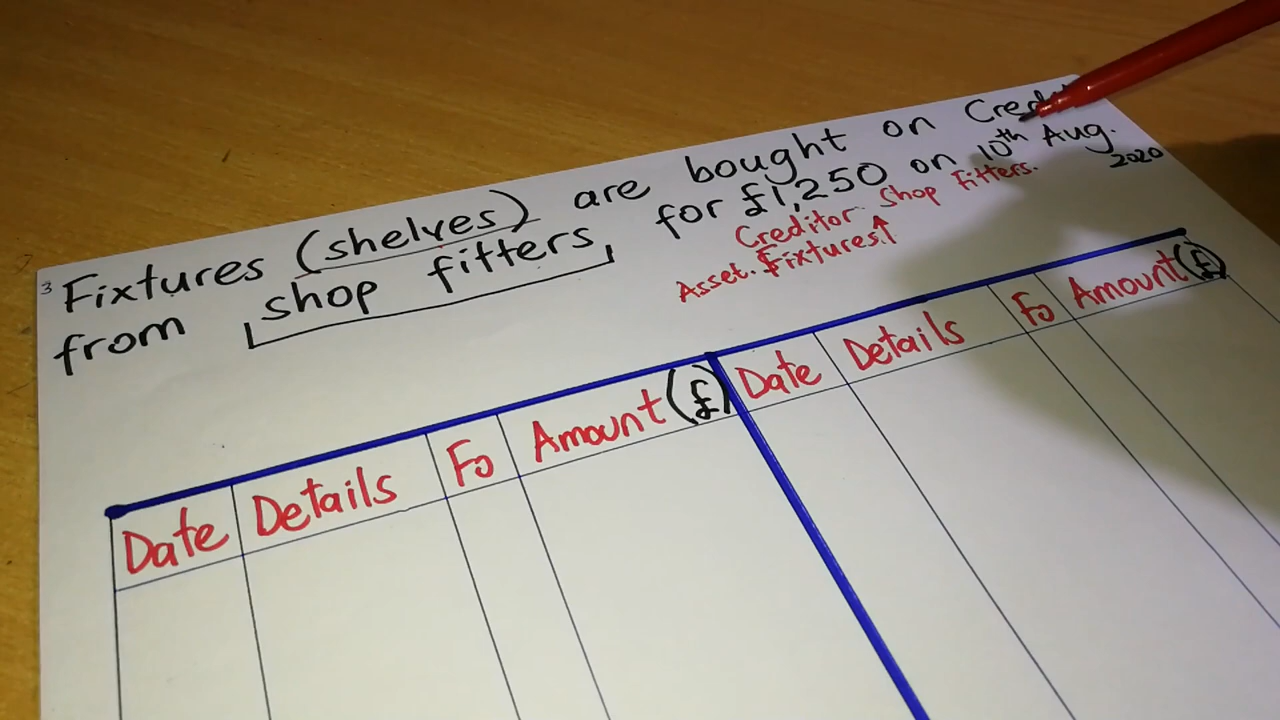 3 Fixtures (shelves) are bought on Credit
from shop fitters, for £1,250 on 10th Aug.
2020
Creditor Shop Fitters.
Asset. Fixtures↑
Date Details Fo Amount (£) Date Details Fo Amount (£)